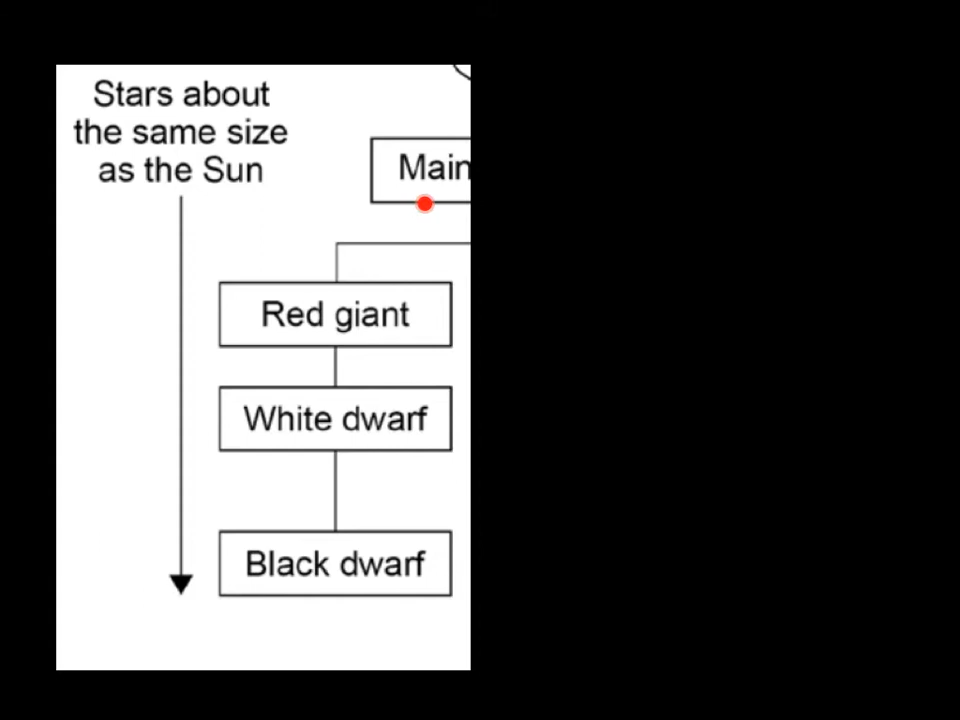 Stars about
the same size
as the Sun
Main
Red giant
White dwarf
Black dwarf